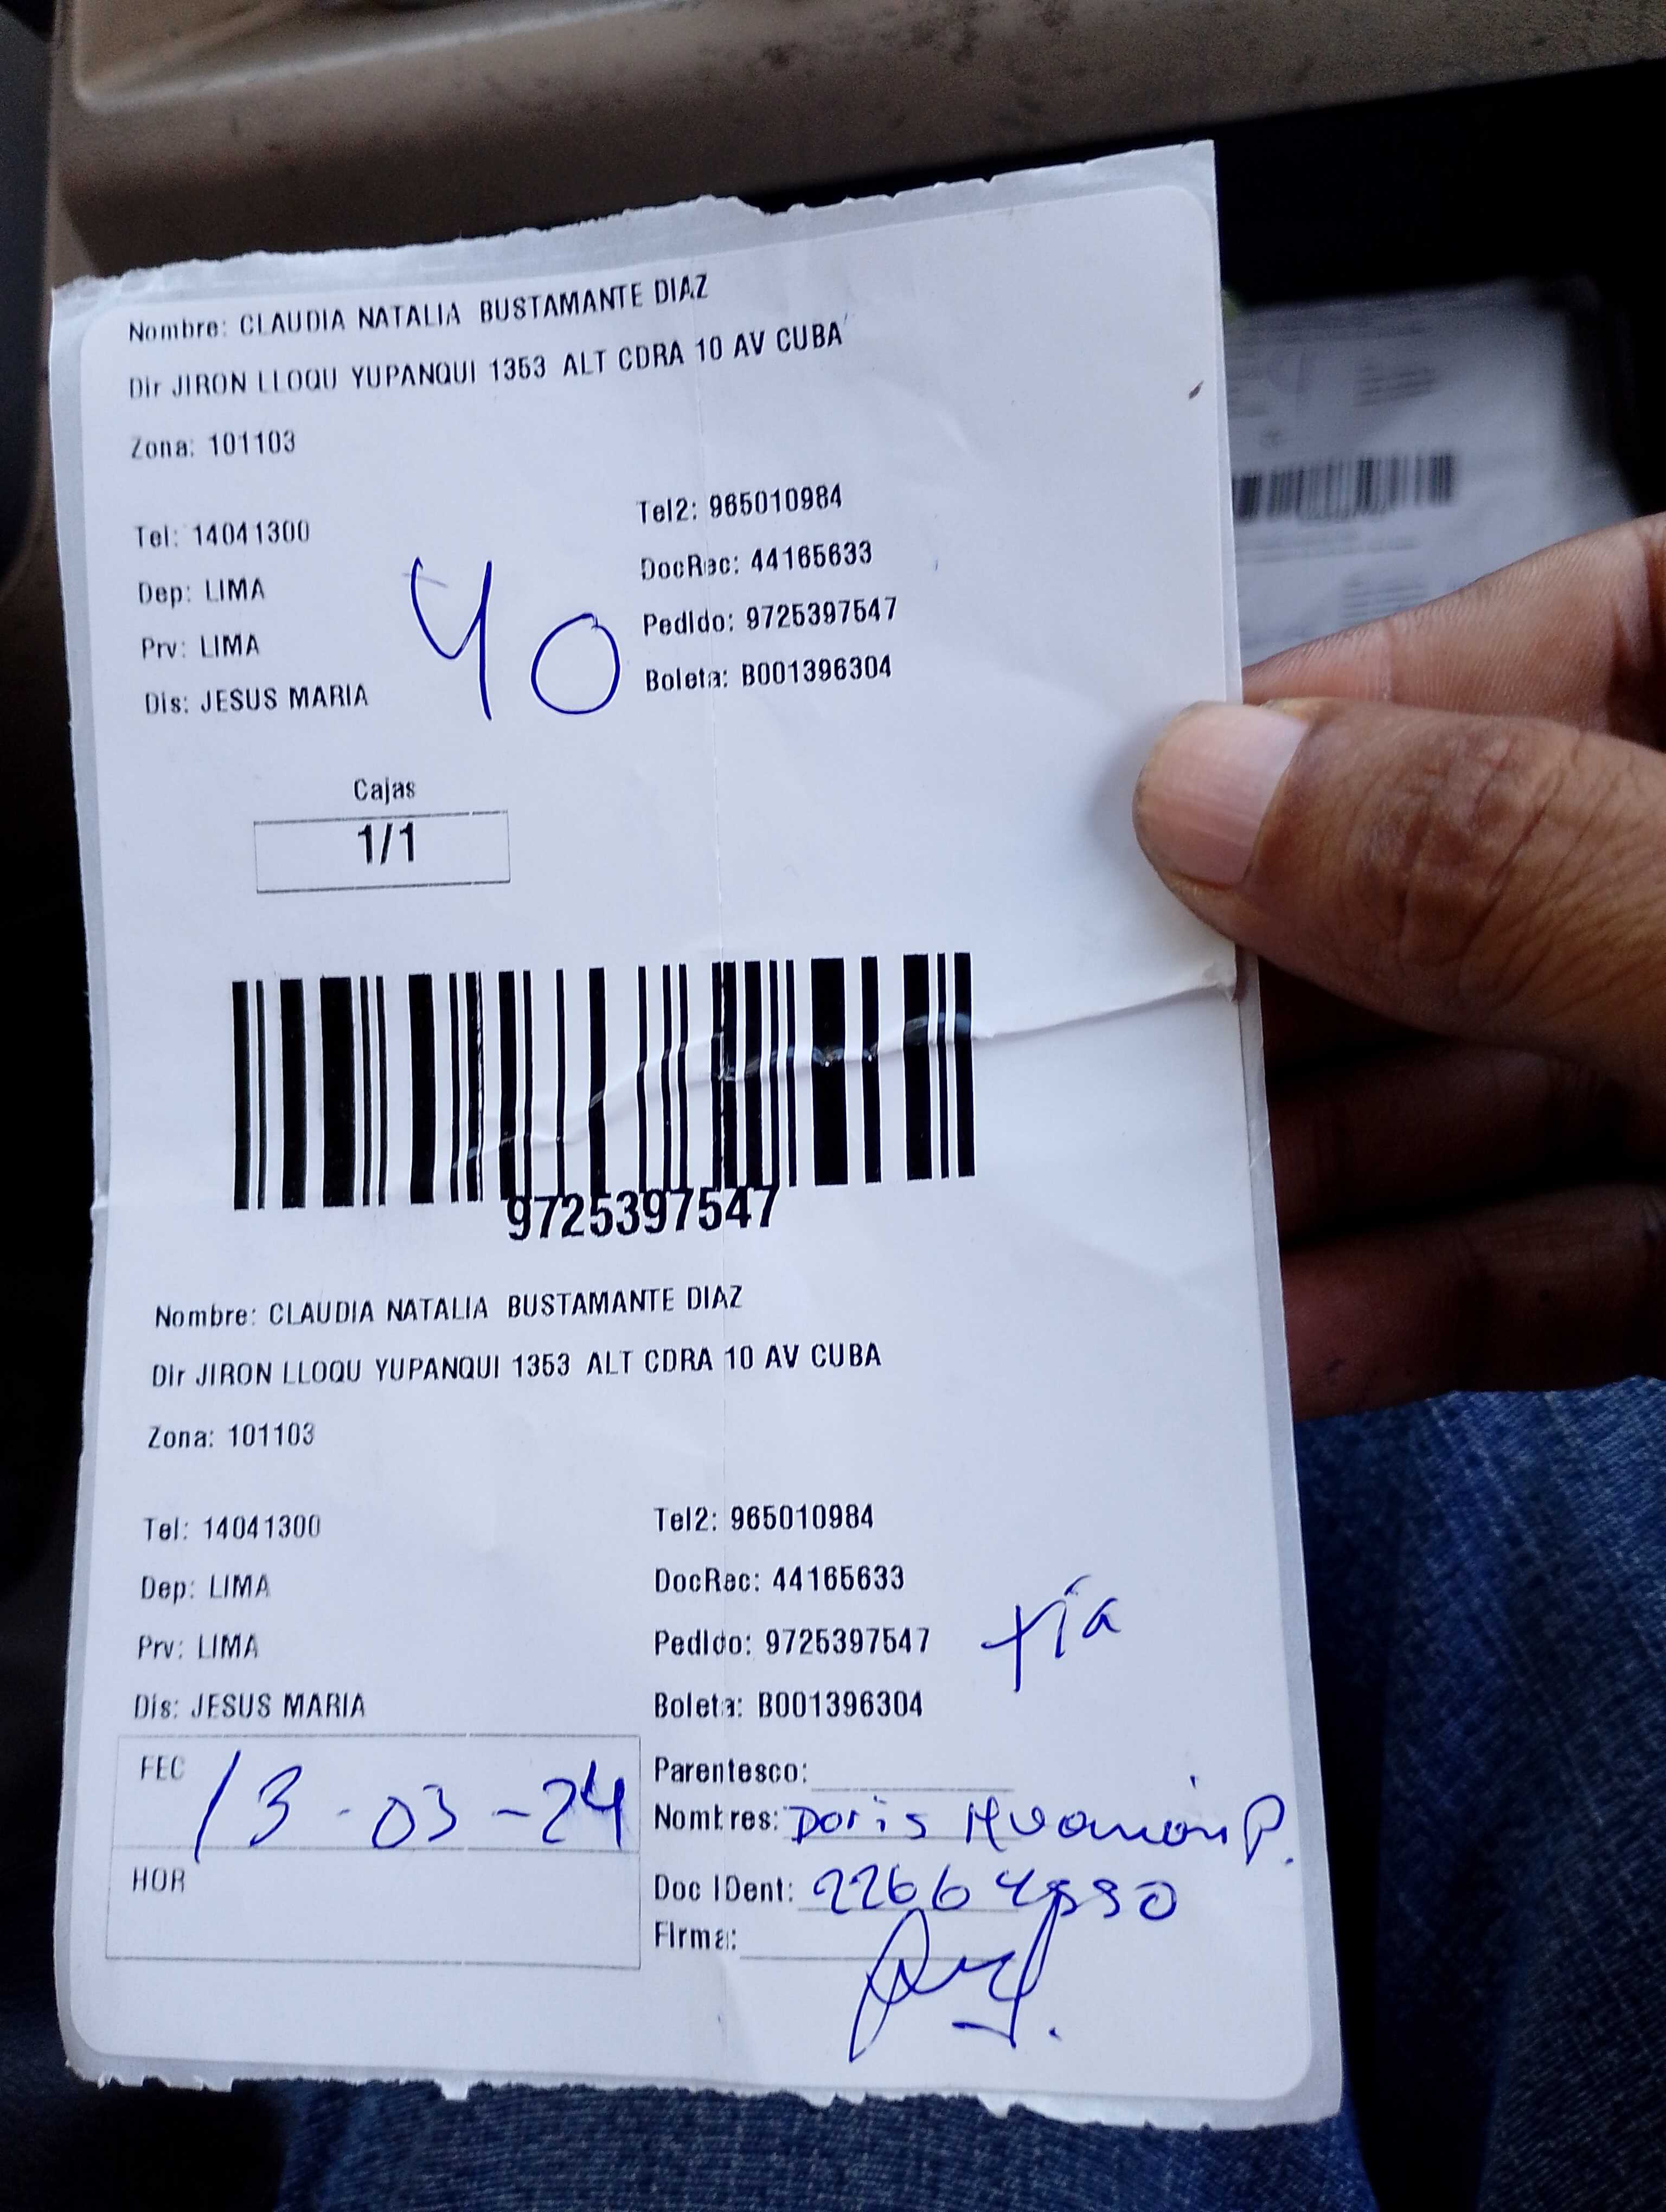 Nombre: CLAUDIA NATALIA BUSTAMANTE DIAZ
Dir JIRON LLOQU YUPANQUI 1353 ALT CDRA 10 AV CUBA
Zona: 101103
Tel: 14041300 Tel2: 965010984
Dep: LIMA DocRec: 44165633
Prv: LIMA Pedido: 9725397547
Dis: JESUS MARIA Boleta: B001396304
40
Cajas
1/1
9725397547
Nombre: CLAUDIA NATALIA BUSTAMANTE DIAZ
Dir JIRON LLOQU YUPANQUI 1353 ALT CDRA 10 AV CUBA
Zona: 101103
Tel: 14041300 Tel2: 965010984
Dep: LIMA DocRec: 44165633
Prv: LIMA Pedido: 9725397547 tía
Dis: JESUS MARIA Boleta: B001396304
FEC 13-03-24 Parentesco:
Nombres: Doris Huamán P.
HOR Doc IDent:
Firma: